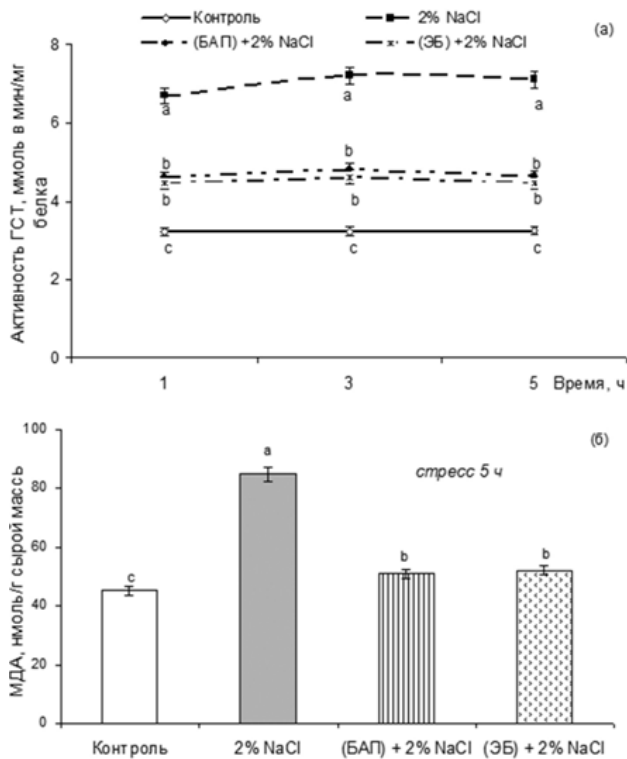 Контроль 2% NaCl
(БАП) +2% NaCl (ЭБ) + 2% NaCl
(а)
Активность ГСТ, ммоль в мин/мг
белка
8
6
4
2
0
a a a
b b b
b b b
c c c
1 3 5 Время, ч
(б)
МДА, нмоль/г сырой массь
100
80
60
40
20
0
стресс 5 ч
c a b b
Контроль 2% NaCl (БАП) + 2% NaCl (ЭБ) + 2% NaCl